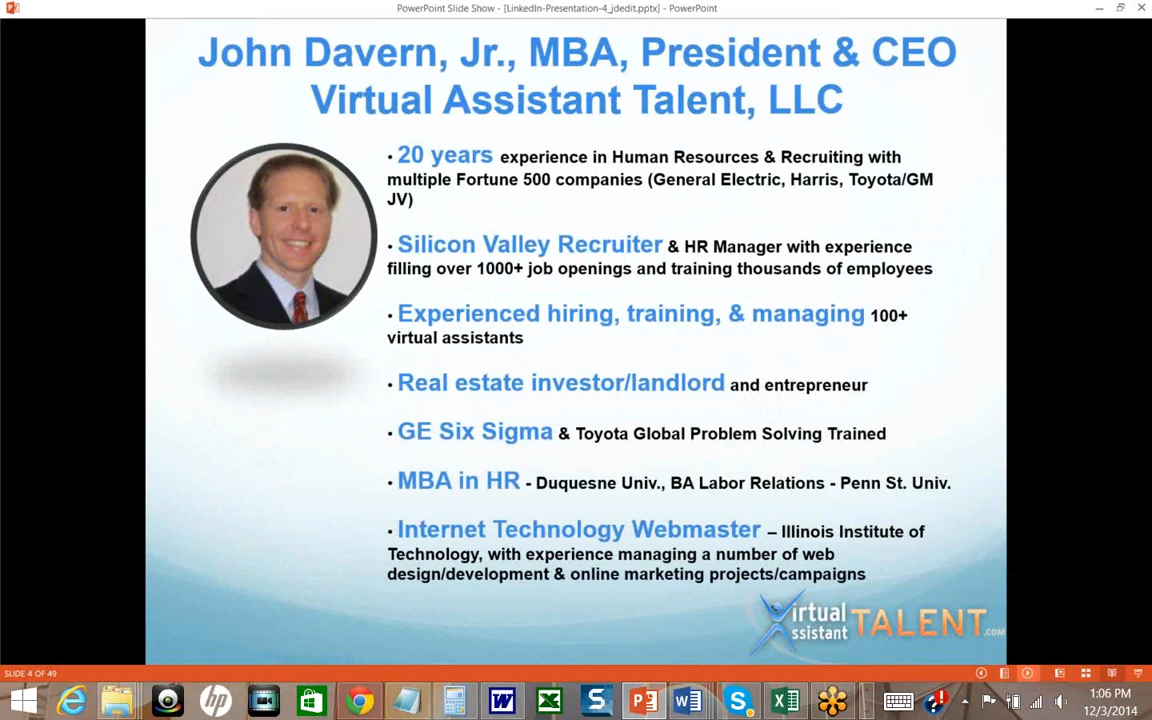 PowerPoint Slide Show - [LinkedIn-Presentation-4_jdedit.pptx] - PowerPoint
John Davern, Jr., MBA, President & CEO
Virtual Assistant Talent, LLC
• 20 years experience in Human Resources & Recruiting with
multiple Fortune 500 companies (General Electric, Harris, Toyota/GM
JV)
• Silicon Valley Recruiter & HR Manager with experience
filling over 1000+ job openings and training thousands of employees
• Experienced hiring, training, & managing 100+
virtual assistants
• Real estate investor/landlord and entrepreneur
• GE Six Sigma & Toyota Global Problem Solving Trained
• MBA in HR - Duquesne Univ., BA Labor Relations - Penn St. Univ.
• Internet Technology Webmaster – Illinois Institute of
Technology, with experience managing a number of web
design/development & online marketing projects/campaigns
Virtual
Assistant TALENT.COM
SLIDE 4 OF 49
1:06 PM
12/3/2014